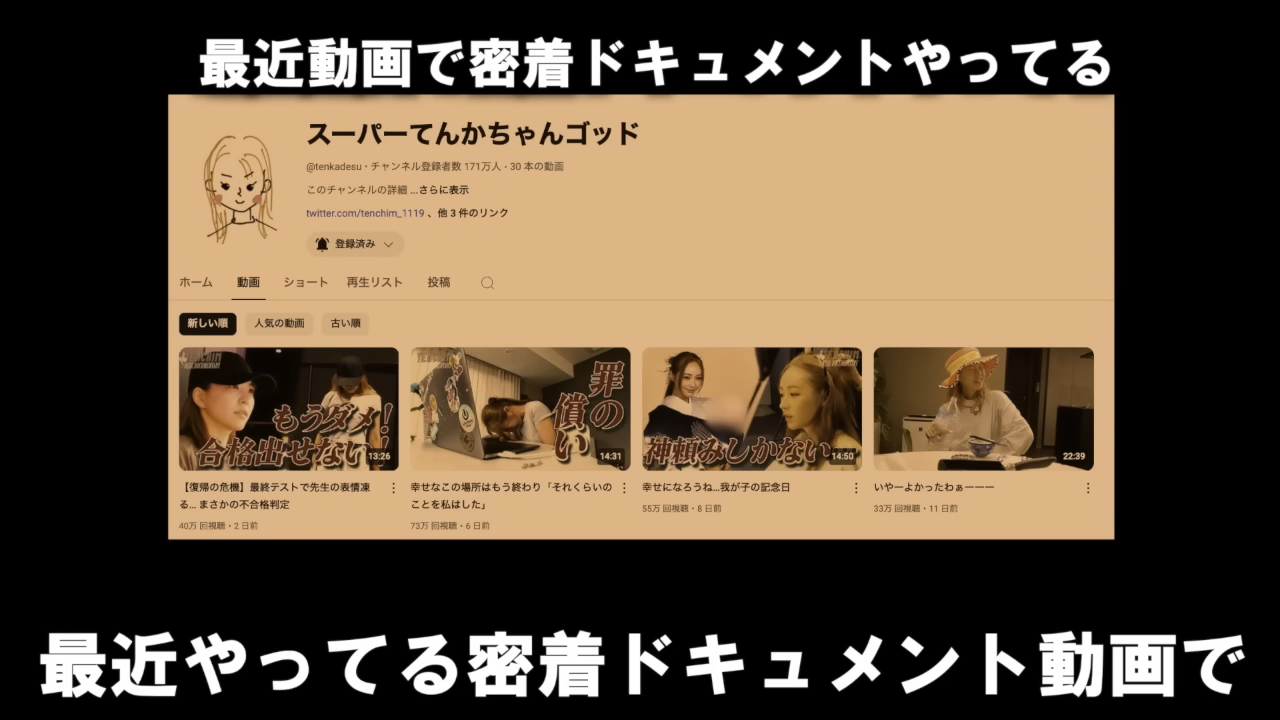 最近動画で密着ドキュメントやってる
スーパーてんかちゃんゴッド
@tenkadesu・チャンネル登録者数 171万人・30 本の動画
このチャンネルの詳細 ...さらに表示
twitter.com/tenchim_1119 、他 3 件のリンク
登録済み
ホーム 動画 ショート 再生リスト 投稿
新しい順 人気の動画 古い順
もうダメ!
合格出せない!
13:26
罪の
償い
14:31
神頼みしかない
14:50
22:39
【復帰の危機】最終テストで先生の表情凍
る... まさかの不合格判定
40万 回視聴・2 日前
幸せなこの場所はもう終わり「それくらいの
ことを私はした」
73万 回視聴・6 日前
幸せになろうね...我が子の記念日
55万 回視聴・8 日前
いやーよかったわぁーーー
33万 回視聴・11 日前
最近やってる密着ドキュメント動画で